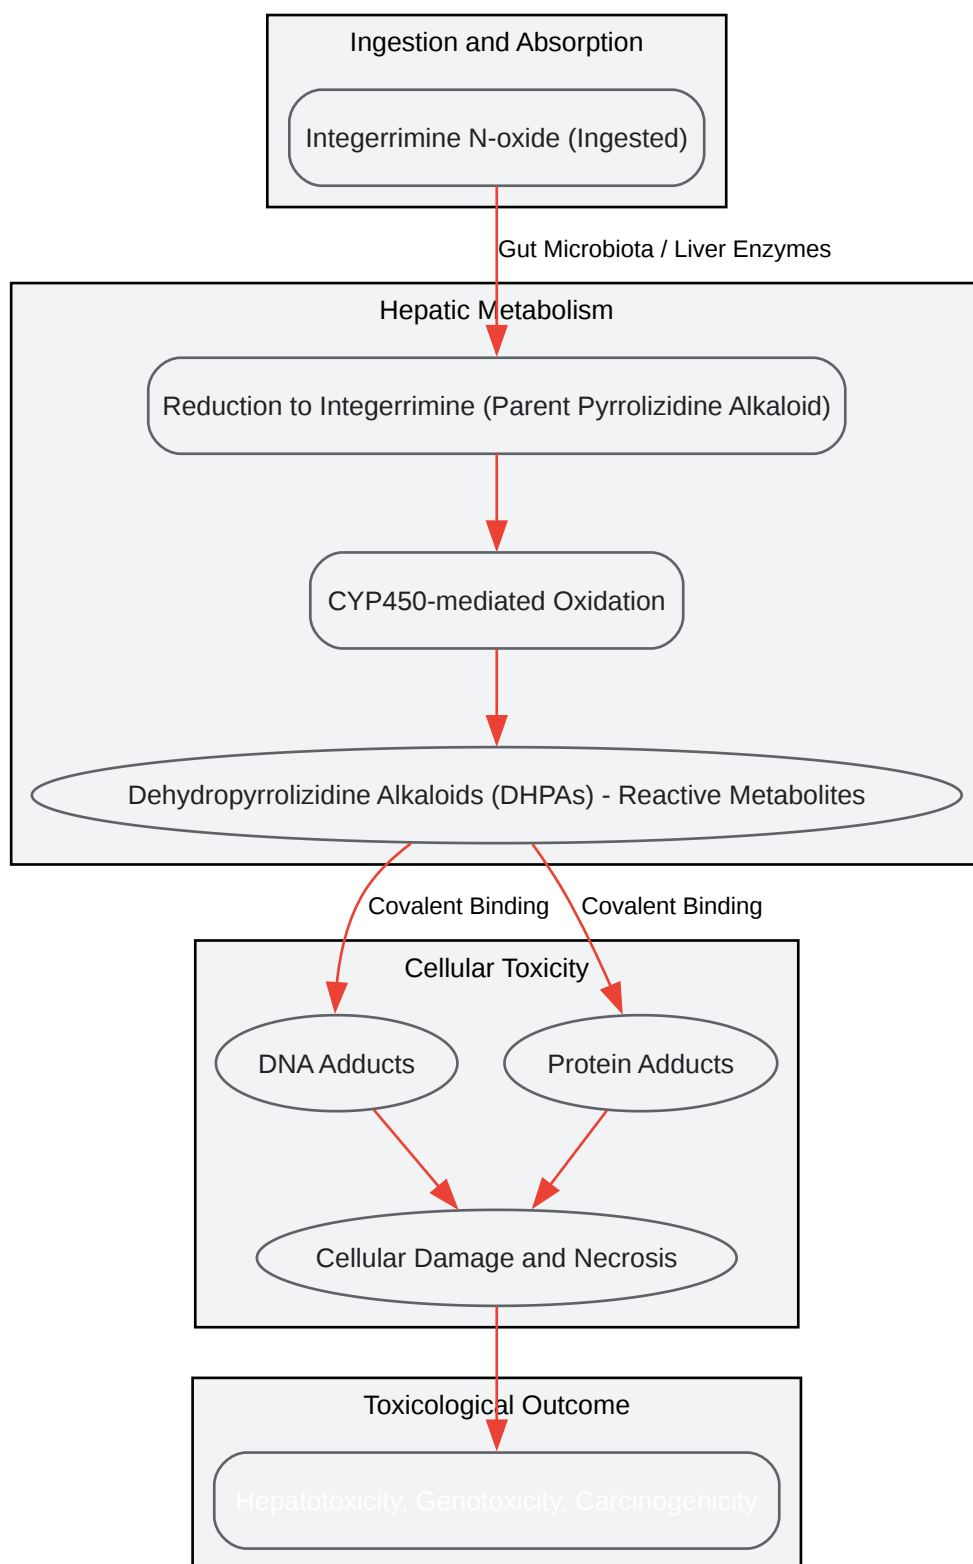 Ingestion and Absorption
Integerrimine N-oxide (Ingested)
Gut Microbiota / Liver Enzymes
Hepatic Metabolism
Reduction to Integerrimine (Parent Pyrrolizidine Alkaloid)
CYP450-mediated Oxidation
Dehydropyrrolizidine Alkaloids (DHPAs) - Reactive Metabolites
Covalent Binding
Covalent Binding
Cellular Toxicity
DNA Adducts
Protein Adducts
Cellular Damage and Necrosis
Toxicological Outcome
Hepatotoxicity, Genotoxicity, Carcinogenicity